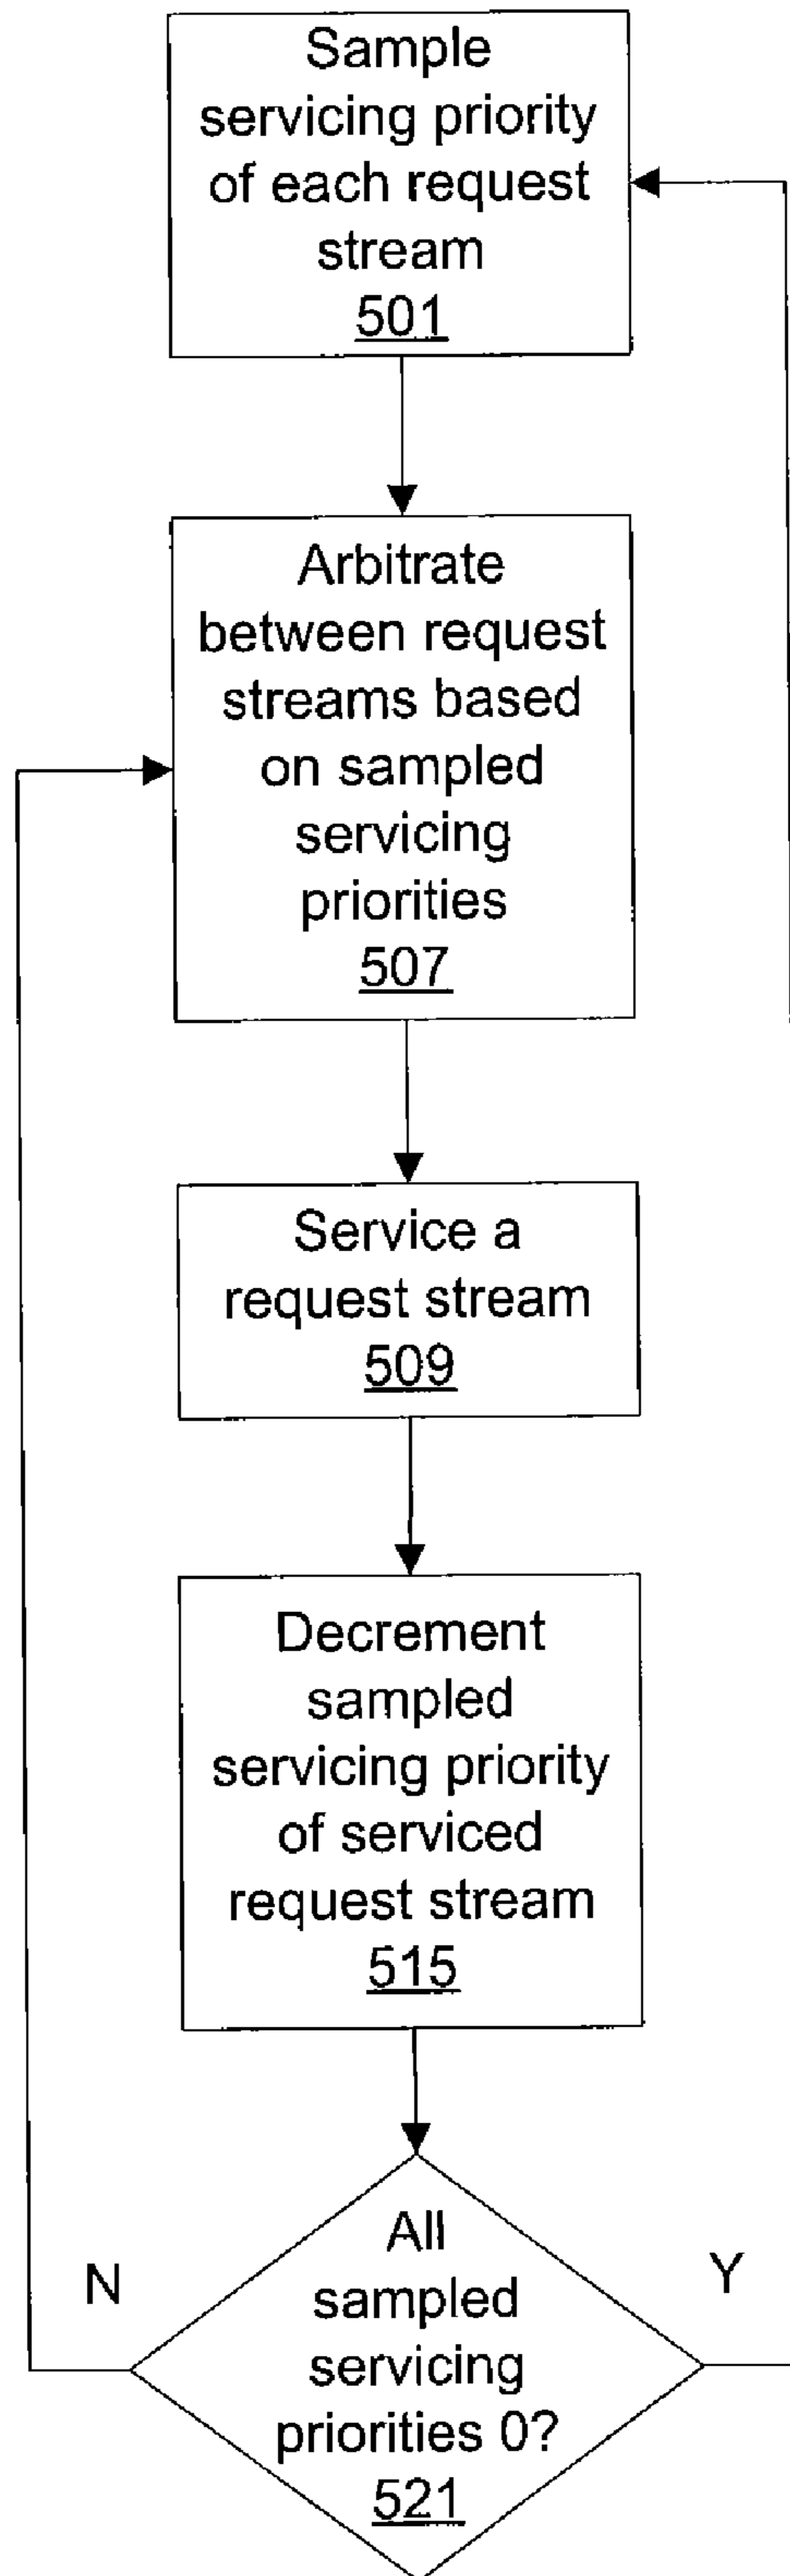 Sample
servicing priority
of each request
stream
501
Arbitrate
between request
streams based
on sampled
servicing
priorities
507
Service a
request stream
509
Decrement
sampled
servicing priority
of serviced
request stream
515
N
Y
All
sampled
servicing
priorities 0?
521